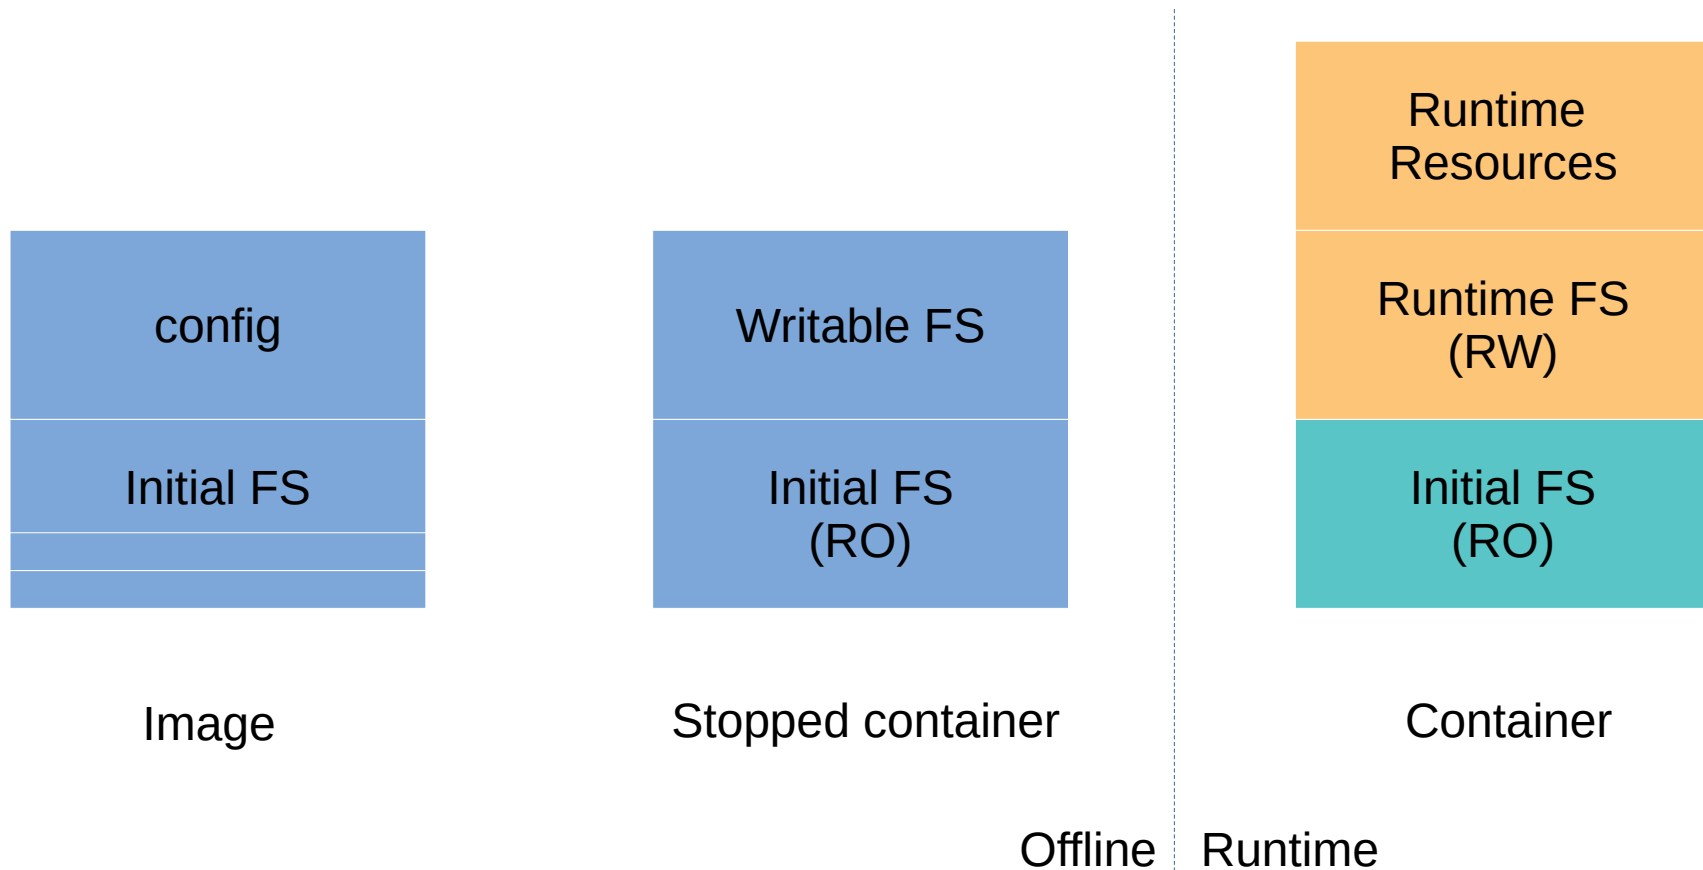 config
Initial FS
Image
Writable FS
Initial FS
(RO)
Stopped container
Runtime
Resources
Runtime FS
(RW)
Initial FS
(RO)
Container
Offline
Runtime